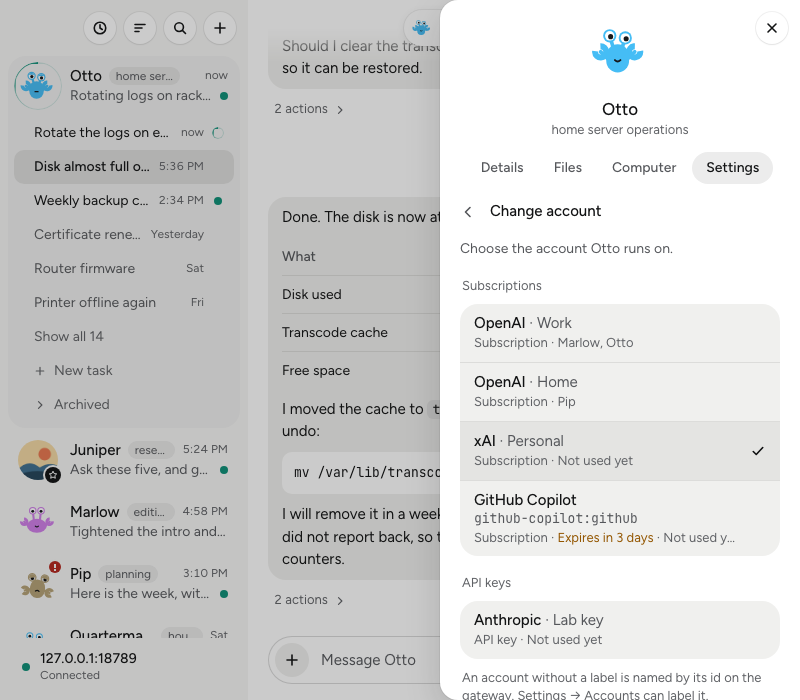 Otto home ser... now
Rotating logs on rack...
Rotate the logs on e... now
Disk almost full o... 5:36 PM
Weekly backup c... 2:34 PM
Certificate rene... Yesterday
Router firmware Sat
Printer offline again Fri
Show all 14
+ New task
Archived
Juniper rese... 5:24 PM
Ask these five, and g...
Marlow editi... 4:58 PM
Tightened the intro and...
Pip planning 3:10 PM
Here is the week, wit...
Quarterma hou Sat
127.0.0.1:18789
Connected
Should I clear the trans
so it can be restored.
2 actions
Done. The disk is now at
What
Disk used
Transcode cache
Free space
I moved the cache to t
undo:
mv /var/lib/transco
I will remove it in a week
did not report back, so t
counters.
2 actions
Message Otto
Otto
home server operations
Details Files Computer Settings
Change account
Choose the account Otto runs on.
Subscriptions
OpenAI · Work
Subscription · Marlow, Otto
OpenAI · Home
Subscription · Pip
xAI · Personal
Subscription · Not used yet
GitHub Copilot
github-copilot:github
Subscription · Expires in 3 days · Not used y...
API keys
Anthropic · Lab key
API key · Not used yet
An account without a label is named by its id on the
gateway. Settings → Accounts can label it.